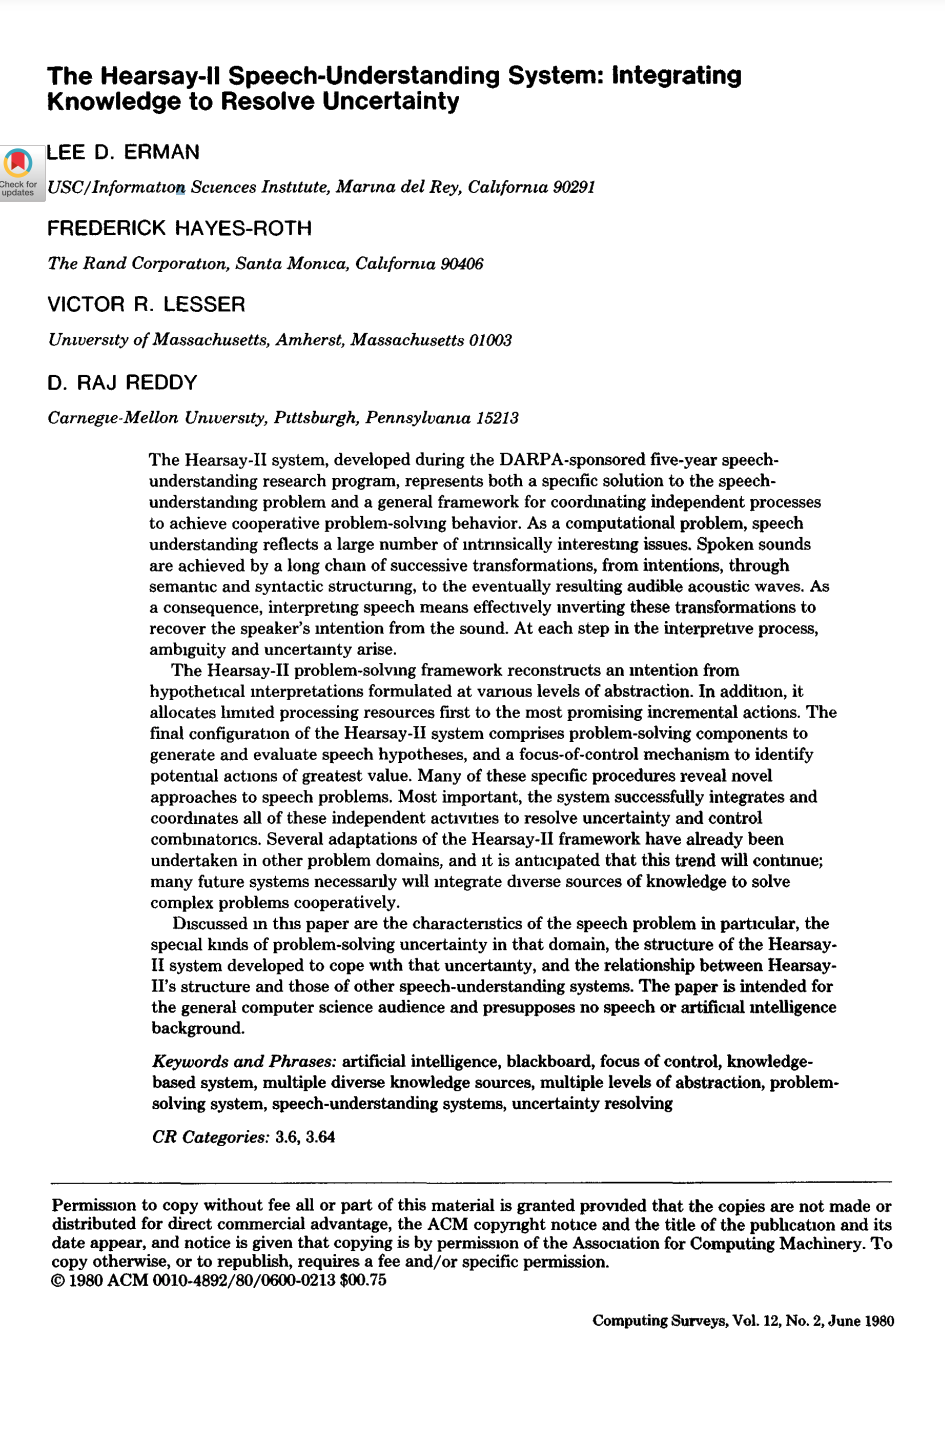 The Hearsay-II Speech-Understanding System: Integrating
Knowledge to Resolve Uncertainty
LEE D. ERMAN
Check for
updates
USC/Information Sciences Institute, Marina del Rey, California 90291
FREDERICK HAYES-ROTH
The Rand Corporation, Santa Monica, California 90406
VICTOR R. LESSER
University of Massachusetts, Amherst, Massachusetts 01003
D. RAJ REDDY
Carnegie-Mellon University, Pittsburgh, Pennsylvania 15213
The Hearsay-II system, developed during the DARPA-sponsored five-year speech-
understanding research program, represents both a specific solution to the speech-
understanding problem and a general framework for coordinating independent processes
to achieve cooperative problem-solving behavior. As a computational problem, speech
understanding reflects a large number of intrinsically interesting issues. Spoken sounds
are achieved by a long chain of successive transformations, from intentions, through
semantic and syntactic structuring, to the eventually resulting audible acoustic waves. As
a consequence, interpreting speech means effectively inverting these transformations to
recover the speaker's intention from the sound. At each step in the interpretive process,
ambiguity and uncertainty arise.
The Hearsay-II problem-solving framework reconstructs an intention from
hypothetical interpretations formulated at various levels of abstraction. In addition, it
allocates limited processing resources first to the most promising incremental actions. The
final configuration of the Hearsay-II system comprises problem-solving components to
generate and evaluate speech hypotheses, and a focus-of-control mechanism to identify
potential actions of greatest value. Many of these specific procedures reveal novel
approaches to speech problems. Most important, the system successfully integrates and
coordinates all of these independent activities to resolve uncertainty and control
combinatorics. Several adaptations of the Hearsay-II framework have already been
undertaken in other problem domains, and it is anticipated that this trend will continue;
many future systems necessarily will integrate diverse sources of knowledge to solve
complex problems cooperatively.
Discussed in this paper are the characteristics of the speech problem in particular, the
special kinds of problem-solving uncertainty in that domain, the structure of the Hearsay-
II system developed to cope with that uncertainty, and the relationship between Hearsay-
II's structure and those of other speech-understanding systems. The paper is intended for
the general computer science audience and presupposes no speech or artificial intelligence
background.
Keywords and Phrases: artificial intelligence, blackboard, focus of control, knowledge-
based system, multiple diverse knowledge sources, multiple levels of abstraction, problem-
solving system, speech-understanding systems, uncertainty resolving
CR Categories: 3.6, 3.64
Permission to copy without fee all or part of this material is granted provided that the copies are not made or
distributed for direct commercial advantage, the ACM copyright notice and the title of the publication and its
date appear, and notice is given that copying is by permission of the Association for Computing Machinery. To
copy otherwise, or to republish, requires a fee and/or specific permission.
© 1980 ACM 0010-4892/80/0600-0213 $00.75
Computing Surveys, Vol. 12, No. 2, June 1980